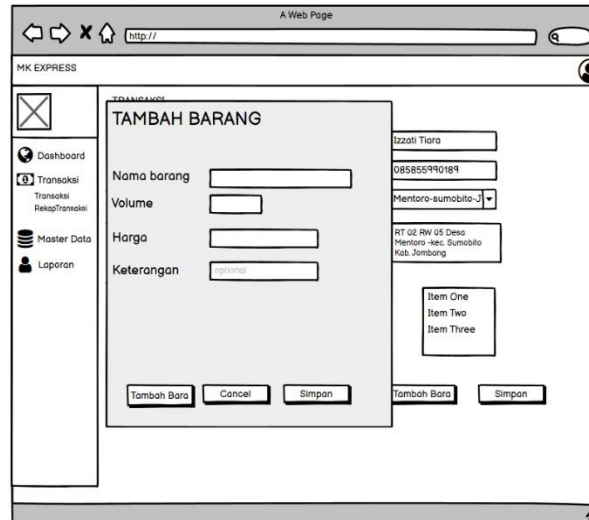 A Web Page
http://
MK EXPRESS
TRANSAKSI
TAMBAH BARANG
Dashboard
Transaksi
Transaksi
RekapTransaksi
Master Data
Laporan
Nama barang
Volume
Harga
Keterangan
optional
Tambah Bara
Cancel
Simpan
Izzati Tiara
085855990189
Mentoro-sumobito-J
RT 02 RW 05 Desa
Mentoro -kec. Sumobito
Kab. Jombang
Item One
Item Two
Item Three
Tambah Bara
Simpan